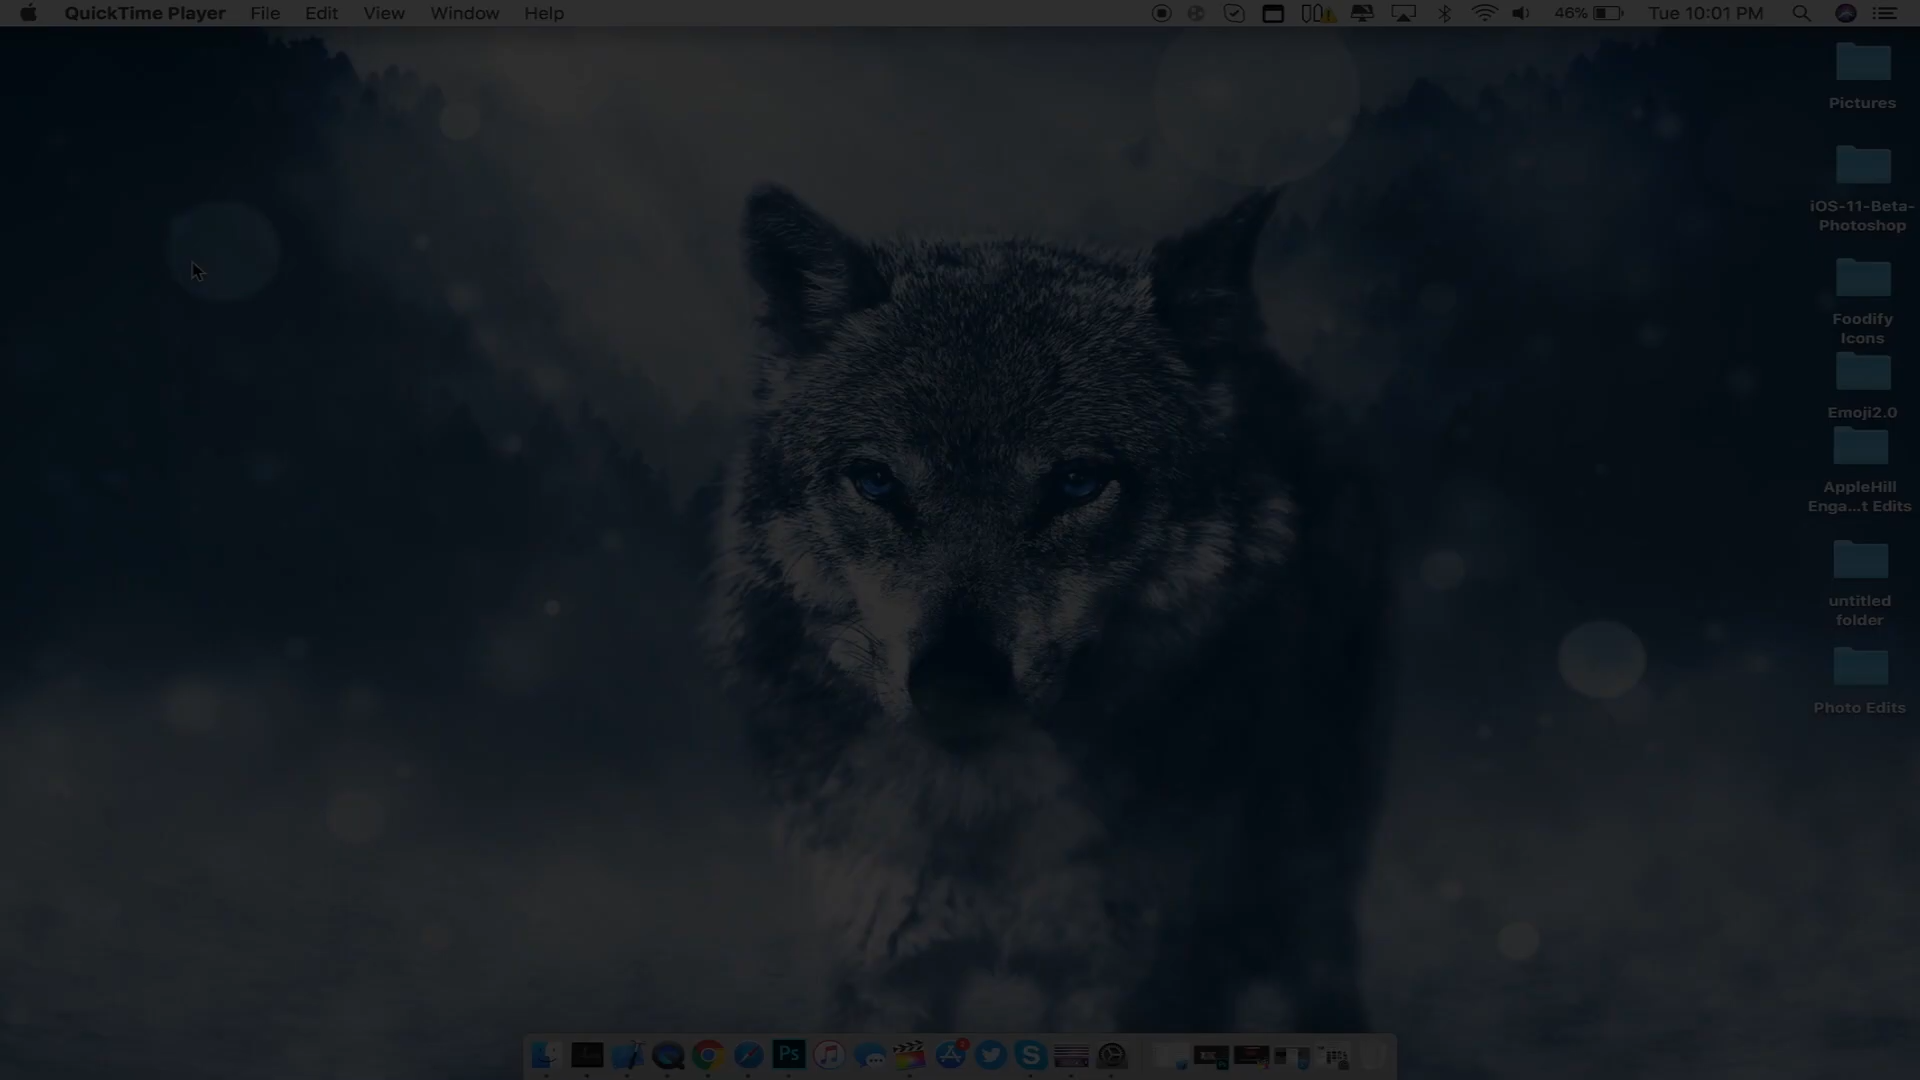 QuickTime Player File Edit View Window Help 46% Tue 10:01 PM
Pictures
iOS-11-Beta-
Photoshop
Foodify
Icons
Emoji2.0
AppleHill
Enga...t Edits
untitled
folder
Photo Edits
Ps